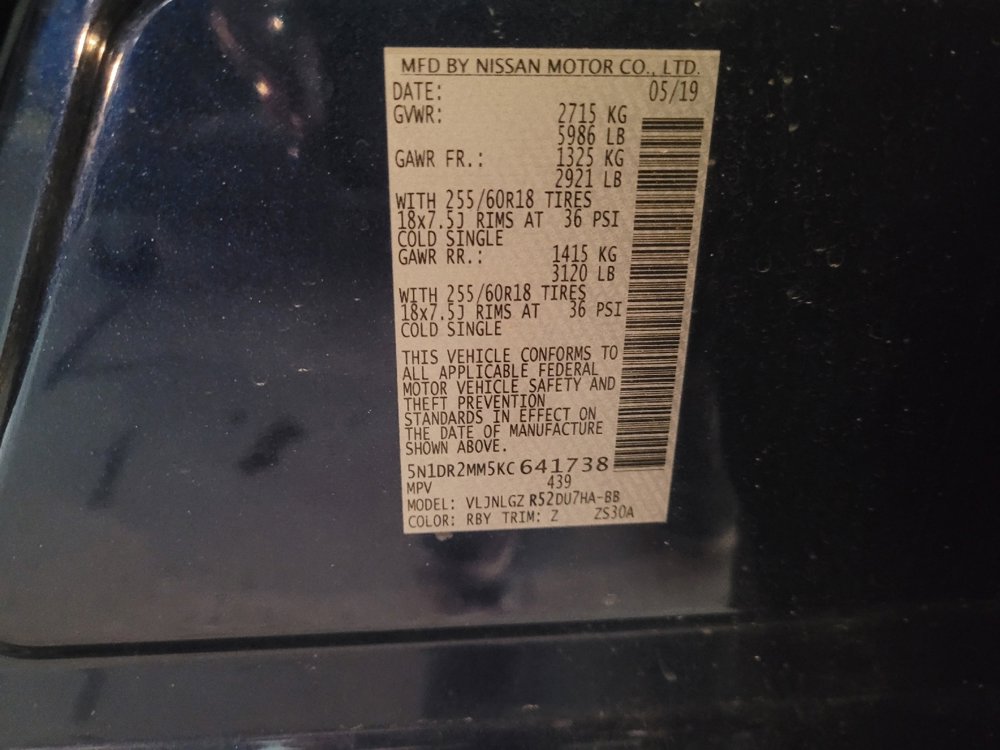 MFD BY NISSAN MOTOR CO., LTD.
DATE: 05/19
GVWR: 2715 KG
5986 LB
GAWR FR.: 1325 KG
2921 LB
WITH 255/60R18 TIRES
18x7.5J RIMS AT 36 PSI
COLD SINGLE
GAWR RR.: 1415 KG
3120 LB
WITH 255/60R18 TIRES
18x7.5J RIMS AT 36 PSI
COLD SINGLE
THIS VEHICLE CONFORMS TO
ALL APPLICABLE FEDERAL
MOTOR VEHICLE SAFETY AND
THEFT PREVENTION
STANDARDS IN EFFECT ON
THE DATE OF MANUFACTURE
SHOWN ABOVE.
5N1DR2MM5KC 641738
MPV 439
MODEL: VLJNLGZ R52DU7HA-BB
COLOR: RBY TRIM: Z ZS30A